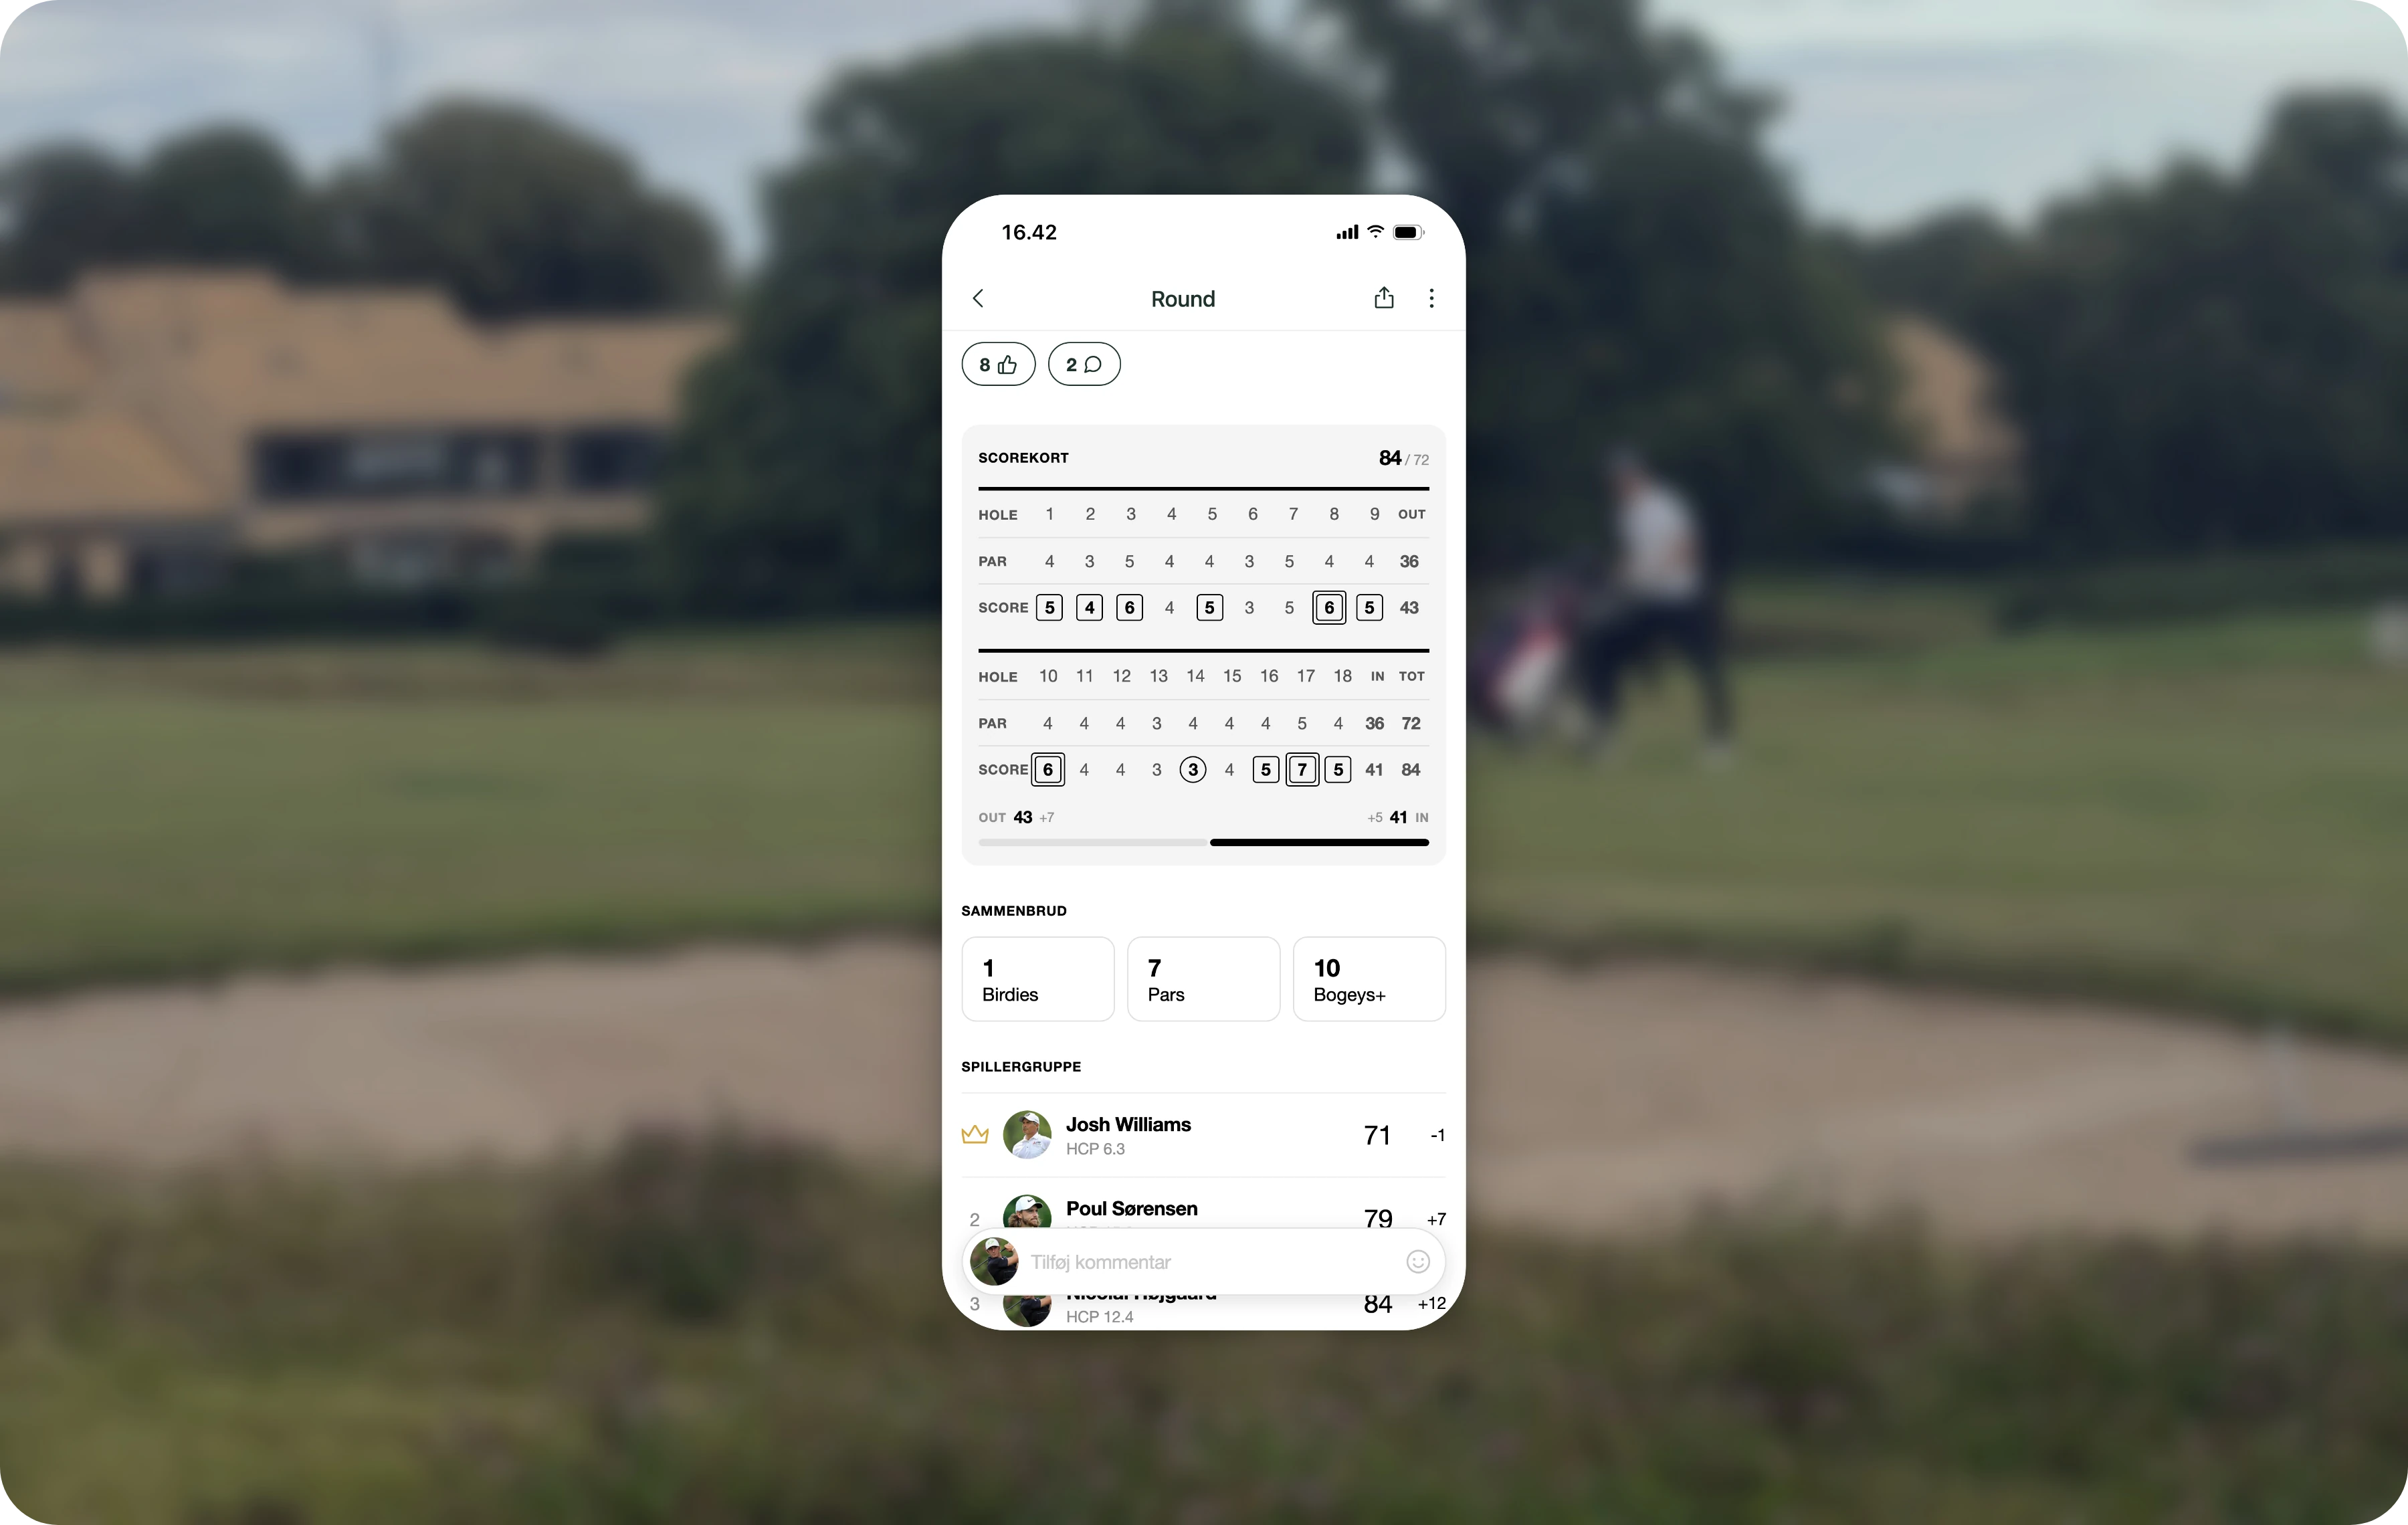 16.42
Round
8
2
SCOREKORT 84 / 72
HOLE 1 2 3 4 5 6 7 8 9 OUT
PAR 4 3 5 4 4 3 5 4 4 36
SCORE 5 4 6 4 5 3 5 6 5 43
HOLE 10 11 12 13 14 15 16 17 18 IN TOT
PAR 4 4 4 3 4 4 4 5 4 36 72
SCORE 6 4 4 3 3 4 5 7 5 41 84
OUT 43 +7 +5 41 IN
SAMMENBRUD
1 7 10
Birdies Pars Bogeys+
SPILLERGRUPPE
Josh Williams 71 -1
HCP 6.3
2 Poul Sørensen 79 +7
Tilføj kommentar
3 Nicolai Højgaard 84 +12
HCP 12.4